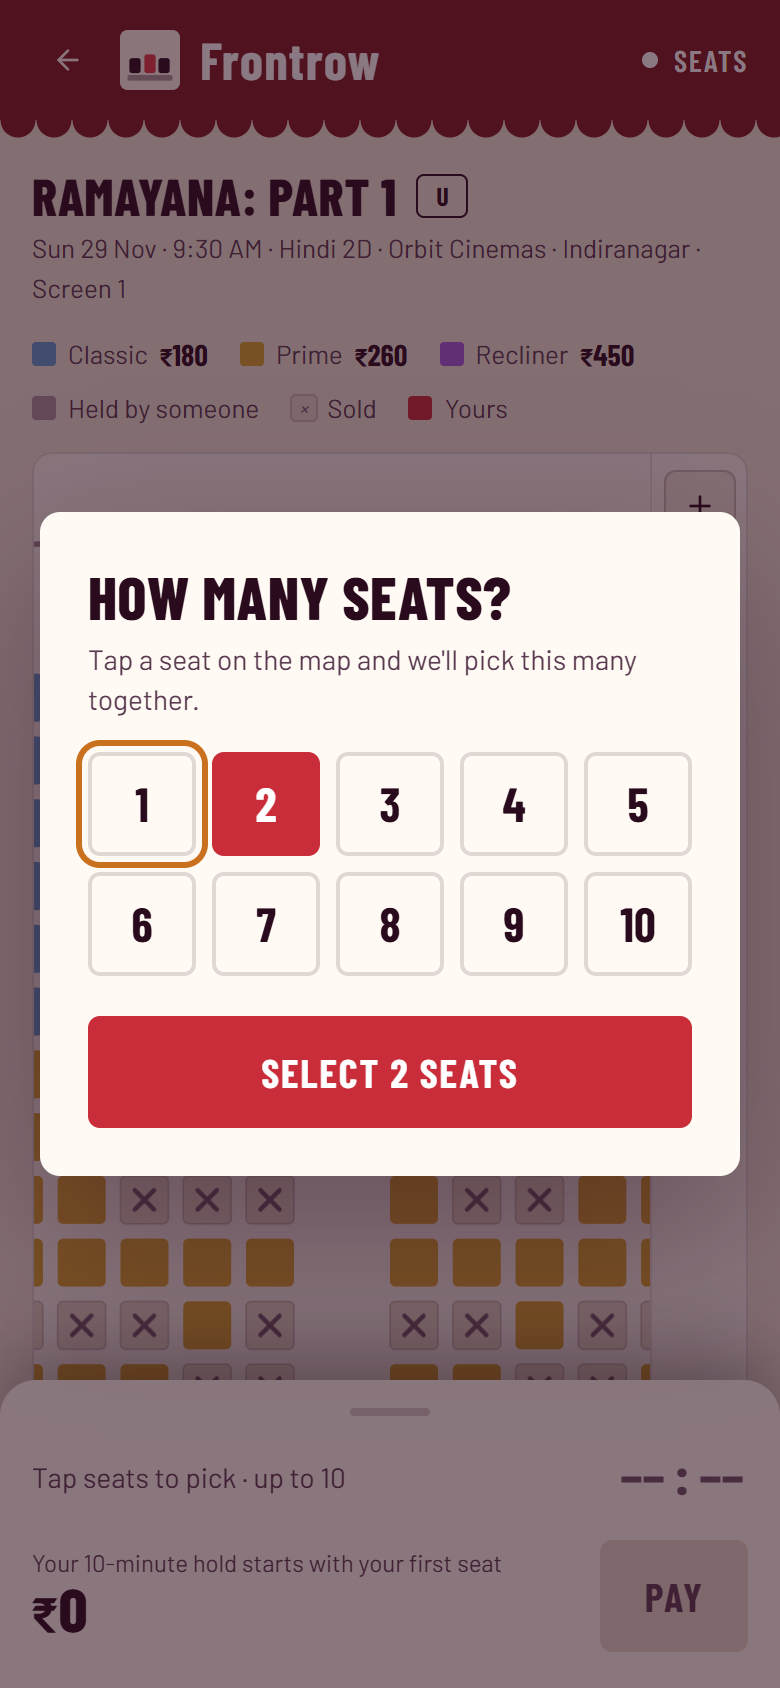 Frontrow
SEATS
RAMAYANA: PART 1
U
Sun 29 Nov · 9:30 AM · Hindi 2D · Orbit Cinemas · Indiranagar ·
Screen 1
Classic ₹180 Prime ₹260 Recliner ₹450
Held by someone Sold Yours
HOW MANY SEATS?
Tap a seat on the map and we'll pick this many
together.
1 2 3 4 5
6 7 8 9 10
SELECT 2 SEATS
Tap seats to pick · up to 10
--:--
Your 10-minute hold starts with your first seat
₹0
PAY